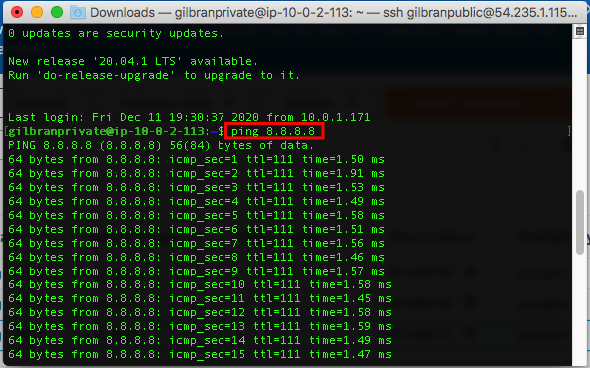 Downloads — gilbranprivate@ip-10-0-2-113: ~ — ssh gilbranpublic@54.235.1.115...
0 updates are security updates.
New release '20.04.1 LTS' available.
Run 'do-release-upgrade' to upgrade to it.
Last login: Fri Dec 11 19:30:37 2020 from 10.0.1.171
[gilbranprivate@ip-10-0-2-113:~$ ping 8.8.8.8 ]
PING 8.8.8.8 (8.8.8.8) 56(84) bytes of data.
64 bytes from 8.8.8.8: icmp_seq=1 ttl=111 time=1.50 ms
64 bytes from 8.8.8.8: icmp_seq=2 ttl=111 time=1.91 ms
64 bytes from 8.8.8.8: icmp_seq=3 ttl=111 time=1.53 ms
64 bytes from 8.8.8.8: icmp_seq=4 ttl=111 time=1.49 ms
64 bytes from 8.8.8.8: icmp_seq=5 ttl=111 time=1.58 ms
64 bytes from 8.8.8.8: icmp_seq=6 ttl=111 time=1.51 ms
64 bytes from 8.8.8.8: icmp_seq=7 ttl=111 time=1.56 ms
64 bytes from 8.8.8.8: icmp_seq=8 ttl=111 time=1.46 ms
64 bytes from 8.8.8.8: icmp_seq=9 ttl=111 time=1.57 ms
64 bytes from 8.8.8.8: icmp_seq=10 ttl=111 time=1.58 ms
64 bytes from 8.8.8.8: icmp_seq=11 ttl=111 time=1.45 ms
64 bytes from 8.8.8.8: icmp_seq=12 ttl=111 time=1.58 ms
64 bytes from 8.8.8.8: icmp_seq=13 ttl=111 time=1.59 ms
64 bytes from 8.8.8.8: icmp_seq=14 ttl=111 time=1.49 ms
64 bytes from 8.8.8.8: icmp_seq=15 ttl=111 time=1.47 ms